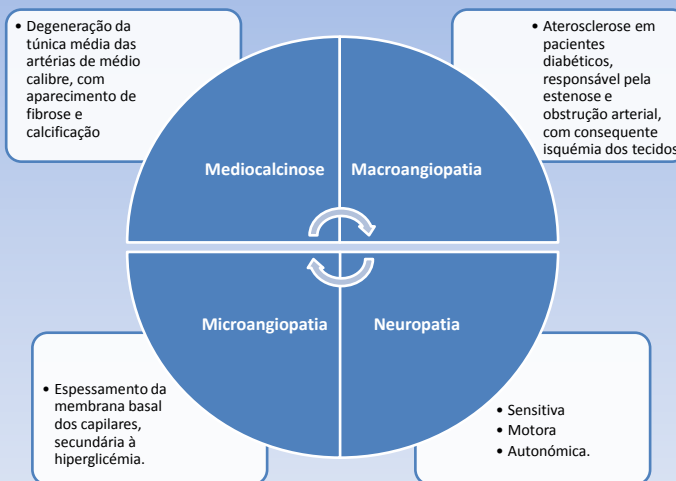 • Degeneração da
túnica média das
artérias de médio
calibre, com
aparecimento de
fibrose e
calcificação
• Aterosclerose em
pacientes
diabéticos,
responsável pela
estenose e
obstrução arterial,
com consequente
isquémia dos tecidos
Mediocalcinose
Macroangiopatia
Microangiopatia
Neuropatia
• Espessamento da
membrana basal
dos capilares,
secundária à
hiperglicémia.
• Sensitiva
• Motora
• Autonómica.